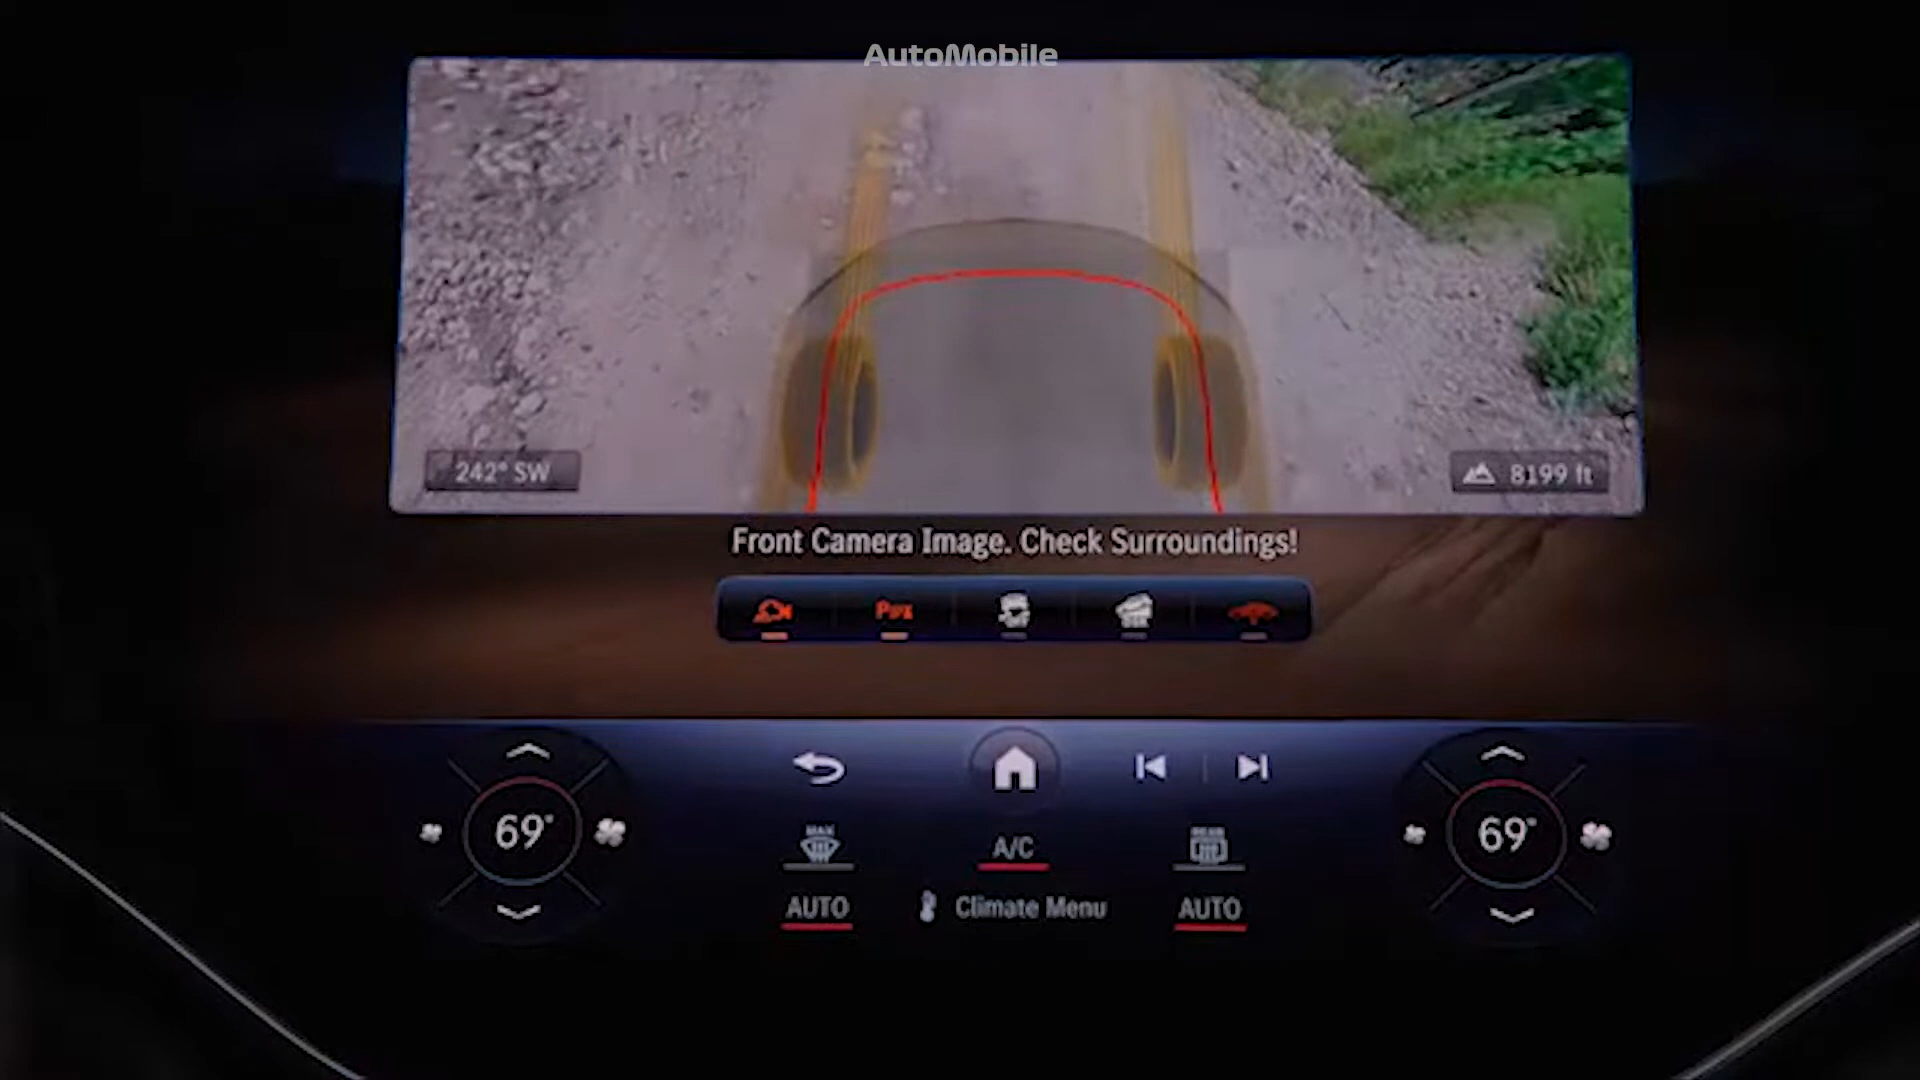 AutoMobile
242° SW
8199 ft
Front Camera Image. Check Surroundings!
69°
MAX
A/C
REAR
69°
AUTO
Climate Menu
AUTO